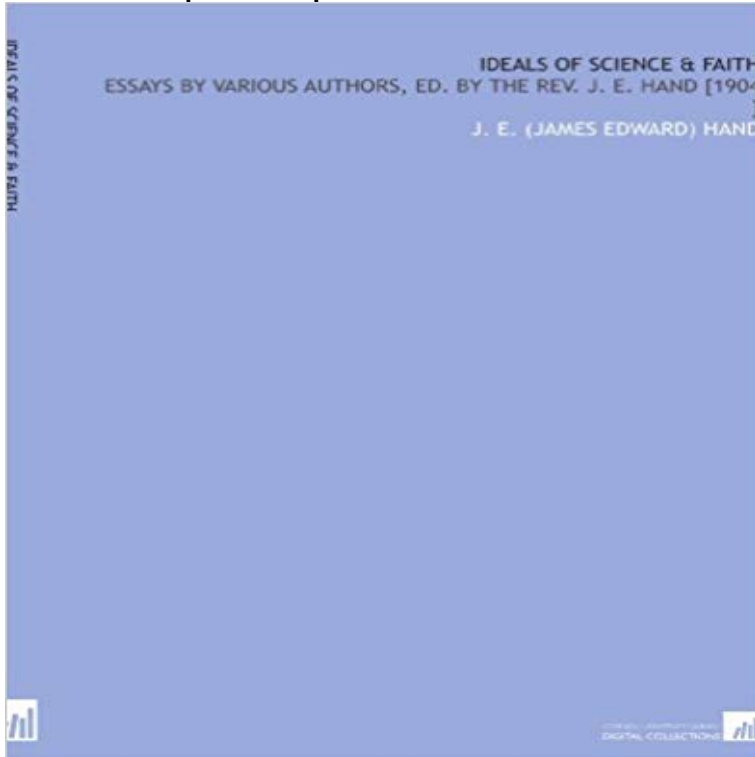 IDEALS OF SCIENCE & FAITH
IDEALS OF SCIENCE & FAITH
ESSAYS BY VARIOUS AUTHORS, ED. BY THE REV. J. E. HAND [1904
J. E. (JAMES EDWARD) HAND
DIGITAL COLLECTIONS